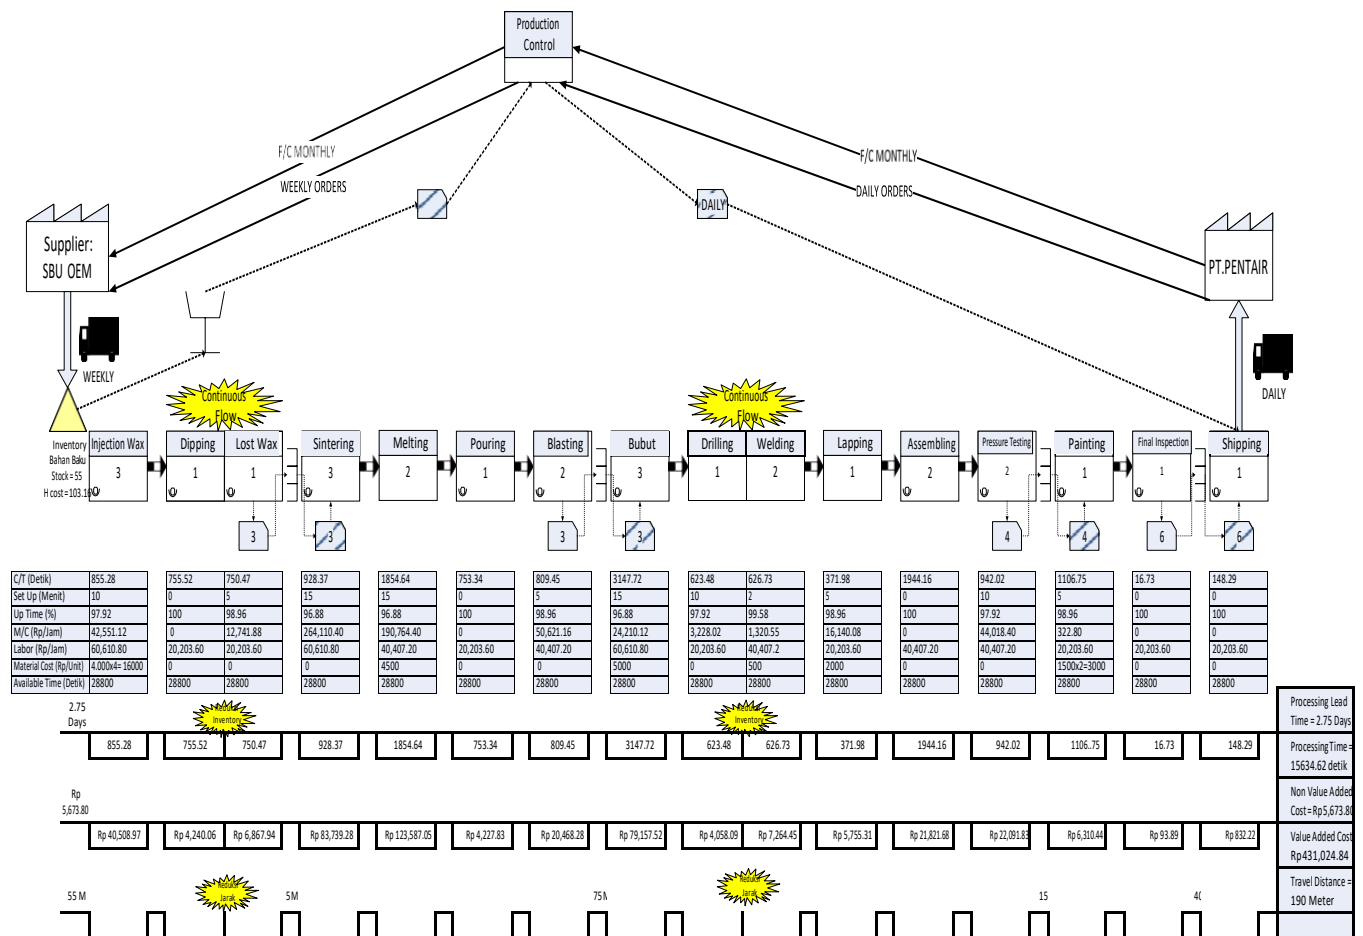 Production
Control
F/C MONTHLY
F/C MONTHLY
WEEKLY ORDERS
DAILY ORDERS
DAILY
Supplier:
SBU OEM
PT.PENTAIR
WEEKLY
DAILY
Continuous
Flow
Continuous
Flow
Inventory
Bahan Baku
Stock = 55
H cost =103.16
Injection Wax
3
Dipping
1
Lost Wax
1
Sintering
3
Melting
2
Pouring
1
Blasting
2
Bubut
3
Drilling
1
Welding
2
Lapping
1
Assembling
2
Pressure Testing
2
Painting
1
Final Inspection
1
Shipping
1
3 3 3 3 4 4 6 6
C/T (Detik) 855.28 755.52 750.47 928.37 1854.64 753.34 809.45 3147.72 623.48 626.73 371.98 1944.16 942.02 1106.75 16.73 148.29
Set Up (Menit) 10 0 5 15 15 0 5 15 10 2 5 0 10 5 0 0
Up Time (%) 97.92 100 98.96 96.88 96.88 100 98.96 96.88 97.92 99.58 98.96 100 97.92 98.96 100 100
M/C (Rp/Jam) 42,551.12 0 12,741.88 264,110.40 190,764.40 0 50,621.16 24,210.12 3,228.02 1,320.55 16,140.08 0 44,018.40 322.80 0 0
Labor (Rp/Jam) 60,610.80 20,203.60 20,203.60 60,610.80 40,407.20 20,203.60 40,407.20 60,610.80 20,203.60 40,407.2 20,203.60 40,407.20 40,407.20 20,203.60 20,203.60 20,203.60
Material Cost (Rp/Unit) 4.000x4= 16000 0 0 0 4500 0 0 5000 0 500 2000 0 0 1500x2=3000 0 0
Available Time (Detik) 28800 28800 28800 28800 28800 28800 28800 28800 28800 28800 28800 28800 28800 28800 28800 28800
2.75
Days
Reduksi
Inventory
Reduksi
Inventory
855.28 755.52 750.47 928.37 1854.64 753.34 809.45 3147.72 623.48 626.73 371.98 1944.16 942.02 1106..75 16.73 148.29
Processing Lead
Time = 2.75 Days
Processing Time =
15634.62 detik
Rp
5,673.80
Rp 40,508.97 Rp 4,240.06 Rp 6,867.94 Rp 83,739.28 Rp 123,587.05 Rp 4,227.83 Rp 20,468.28 Rp 79,157.52 Rp 4,058.09 Rp 7,264.45 Rp 5,755.31 Rp 21,821.68 Rp 22,091.83 Rp 6,310.44 Rp 93.89 Rp 832.22
Non Value Added
Cost = Rp 5,673.80
Value Added Cost
Rp 431,024.84
55 M
Reduksi
Jarak
5 M
75 M
Reduksi
Jarak
15
40
Travel Distance =
190 Meter